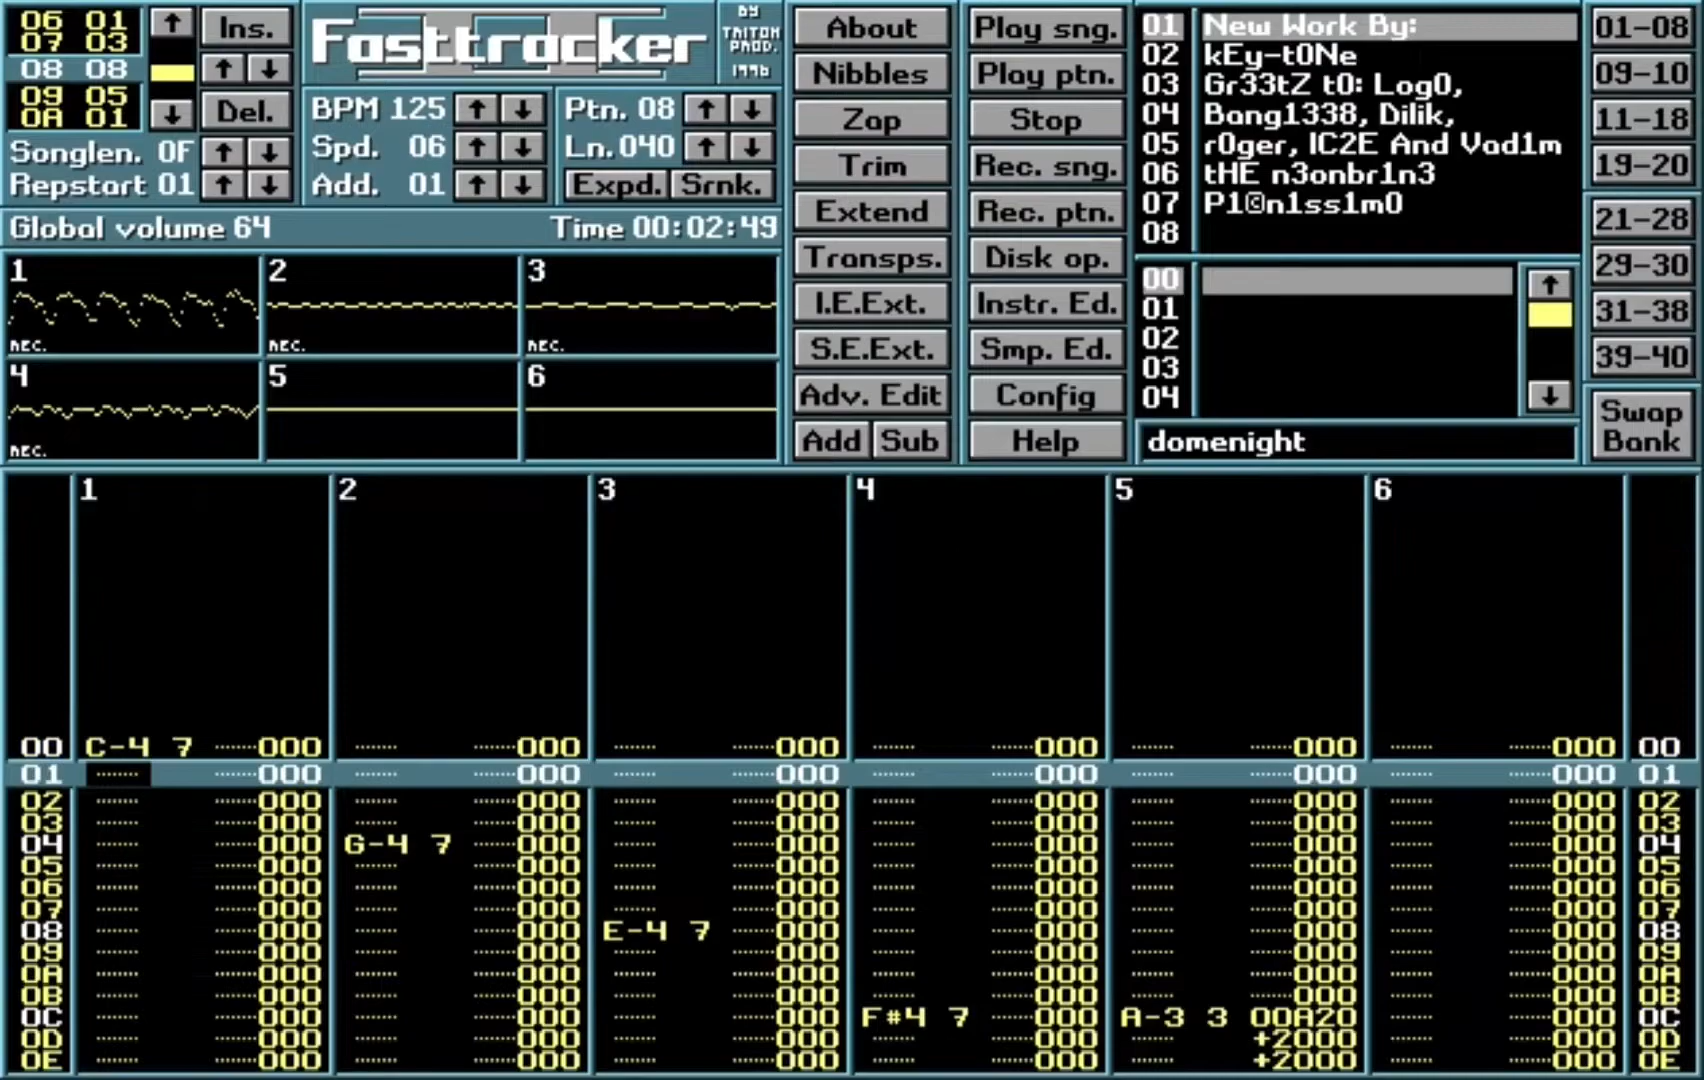 06 01
07 03
08 08
09 05
0A 01
Ins.
Del.
Songlen. 0F
Repstart 01
Fasttracker
BY
TRITON
PROD.
1996
BPM 125
Spd. 06
Add. 01
Ptn. 08
Ln. 040
Expd. Srnk.
Global volume 64
Time 00:02:49
1 2 3
REC. REC. REC.
4 5 6
REC.
About
Nibbles
Zap
Trim
Extend
Transps.
I.E.Ext.
S.E.Ext.
Adv. Edit
Add Sub
Play sng.
Play ptn.
Stop
Rec. sng.
Rec. ptn.
Disk op.
Instr. Ed.
Smp. Ed.
Config
Help
01 New Work By:
02 kEy-t0Ne
03 Gr33tZ t0: Log0,
04 Bang1338, Dilik,
05 r0ger, IC2E And Vad1m
06 tHE n3onbr1n3
07 P1@n1ss1m0
08
00
01
02
03
04
domenight
01-08
09-10
11-18
19-20
21-28
29-30
31-38
39-40
Swap
Bank
1 2 3 4 5 6
00 C-4 7 000 000 000 000 000 000 00
01 000 000 000 000 000 000 01
02 000 000 000 000 000 000 02
03 000 000 000 000 000 000 03
04 000 G-4 7 000 000 000 000 000 04
05 000 000 000 000 000 000 05
06 000 000 000 000 000 000 06
07 000 000 000 000 000 000 07
08 000 000 E-4 7 000 000 000 000 08
09 000 000 000 000 000 000 09
0A 000 000 000 000 000 000 0A
0B 000 000 000 000 000 000 0B
0C 000 000 000 F#4 7 000 A-3 3 00A20 000 0C
0D 000 000 000 000 +2000 000 0D
0E 000 000 000 000 +2000 000 0E